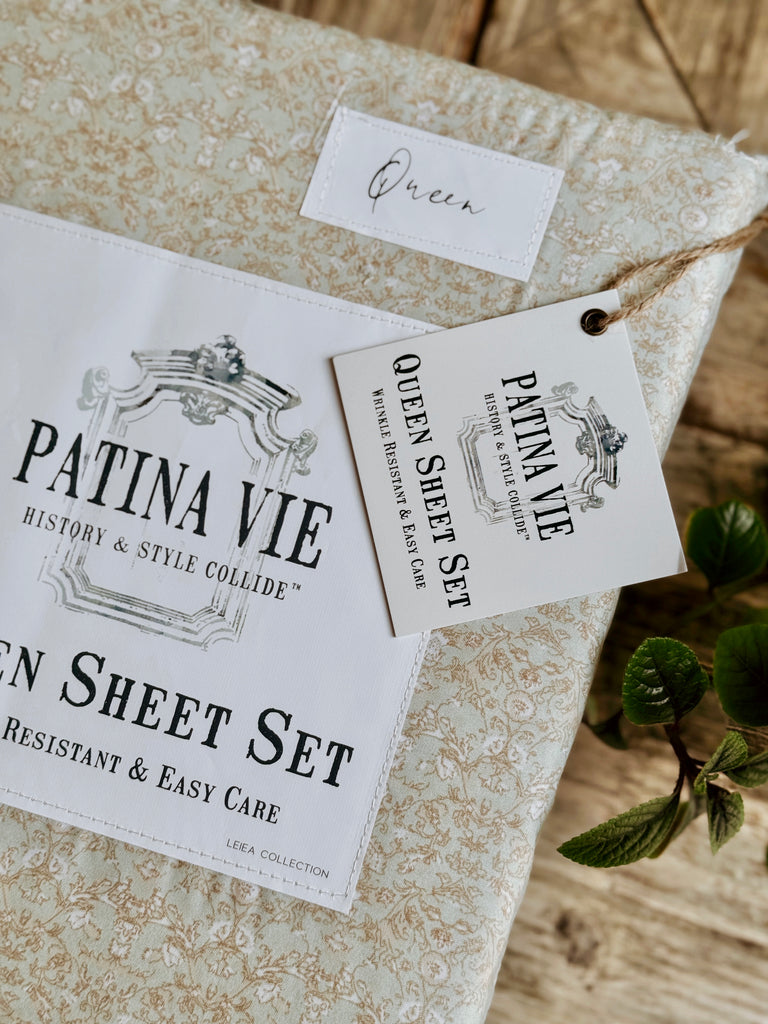 Queen
PATINA VIE
HISTORY & STYLE COLLIDE™
EN SHEET SET
RESISTANT & EASY CARE
LEIEA COLLECTION
PATINA VIE
HISTORY & STYLE COLLIDE™
QUEEN SHEET SET
WRINKLE RESISTANT & EASY CARE